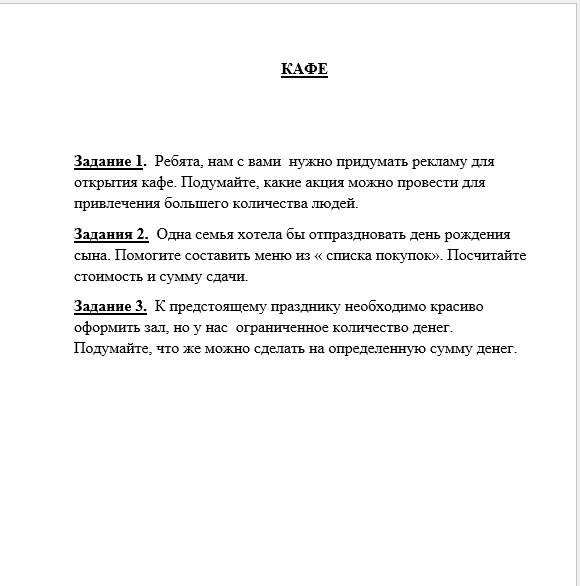 КАФЕ
Задание 1.  Ребята, нам с вами  нужно придумать рекламу для
открытия кафе. Подумайте, какие акция можно провести для
привлечения большего количества людей.
Задания 2.  Одна семья хотела бы отпраздновать день рождения
сына. Помогите составить меню из « списка покупок». Посчитайте
стоимость и сумму сдачи.
Задание 3.  К предстоящему празднику необходимо красиво
оформить зал, но у нас  ограниченное количество денег.
Подумайте, что же можно сделать на определенную сумму денег.